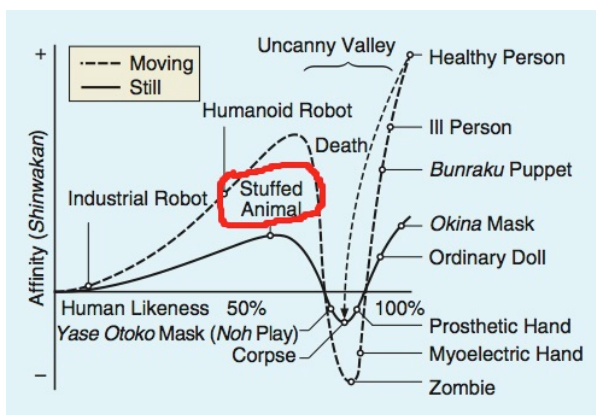 +
Moving
Still
Uncanny Valley
Healthy Person
Humanoid Robot
Death
Ill Person
Bunraku Puppet
Industrial Robot
Stuffed
Animal
Okina Mask
Ordinary Doll
Affinity (Shinwakan)
Human Likeness 50% 100%
Yase Otoko Mask (Noh Play)
Prosthetic Hand
Corpse
Myoelectric Hand
–
Zombie